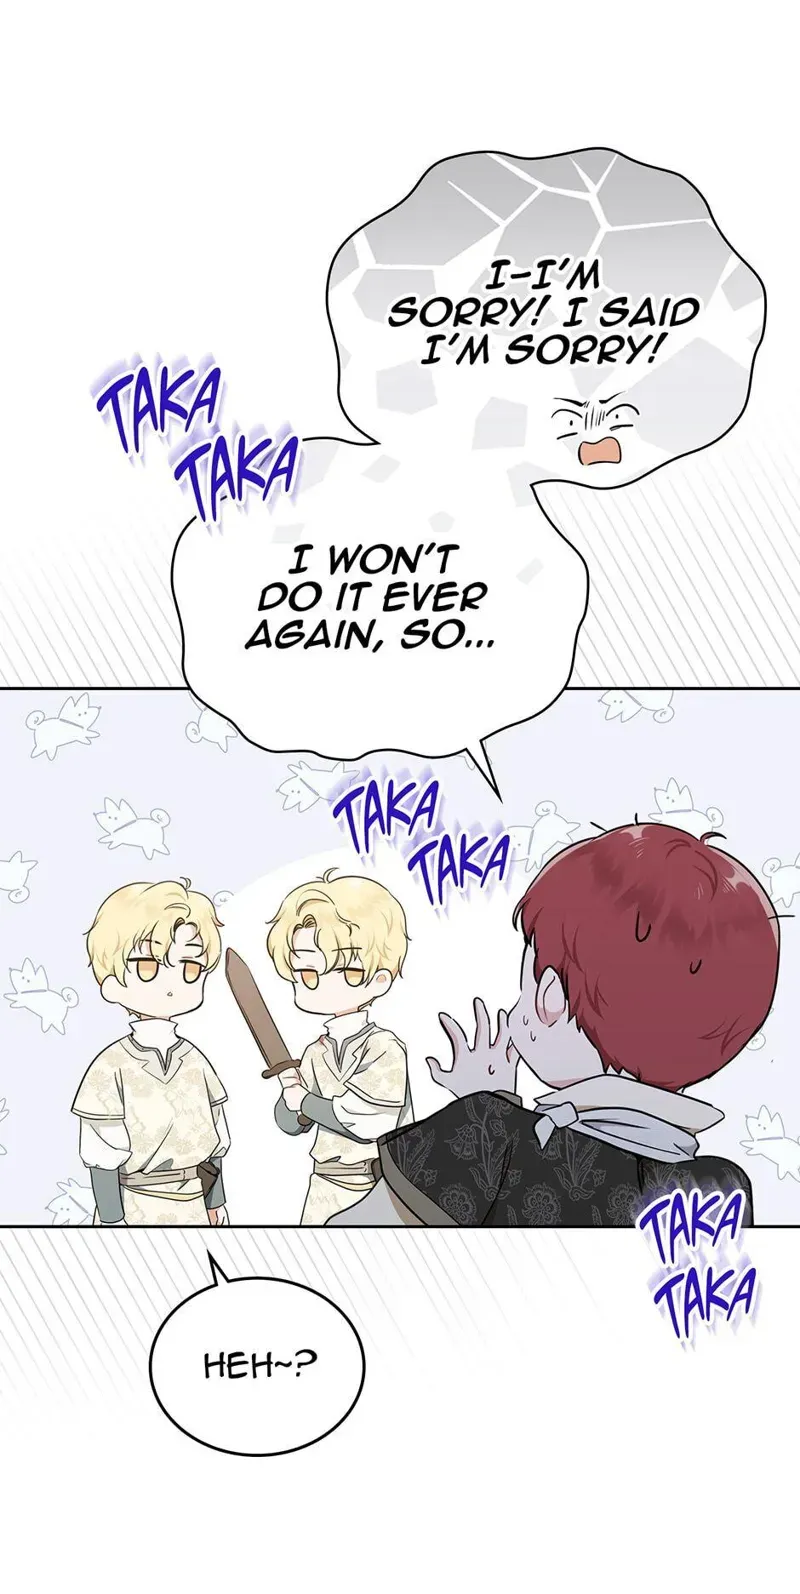 I-I'M
SORRY! I SAID
I'M SORRY!
TAKA
TAKA
I WON'T
DO IT EVER
AGAIN, SO...
TAKA
TAKA
TAKA
TAKA
HEH~?